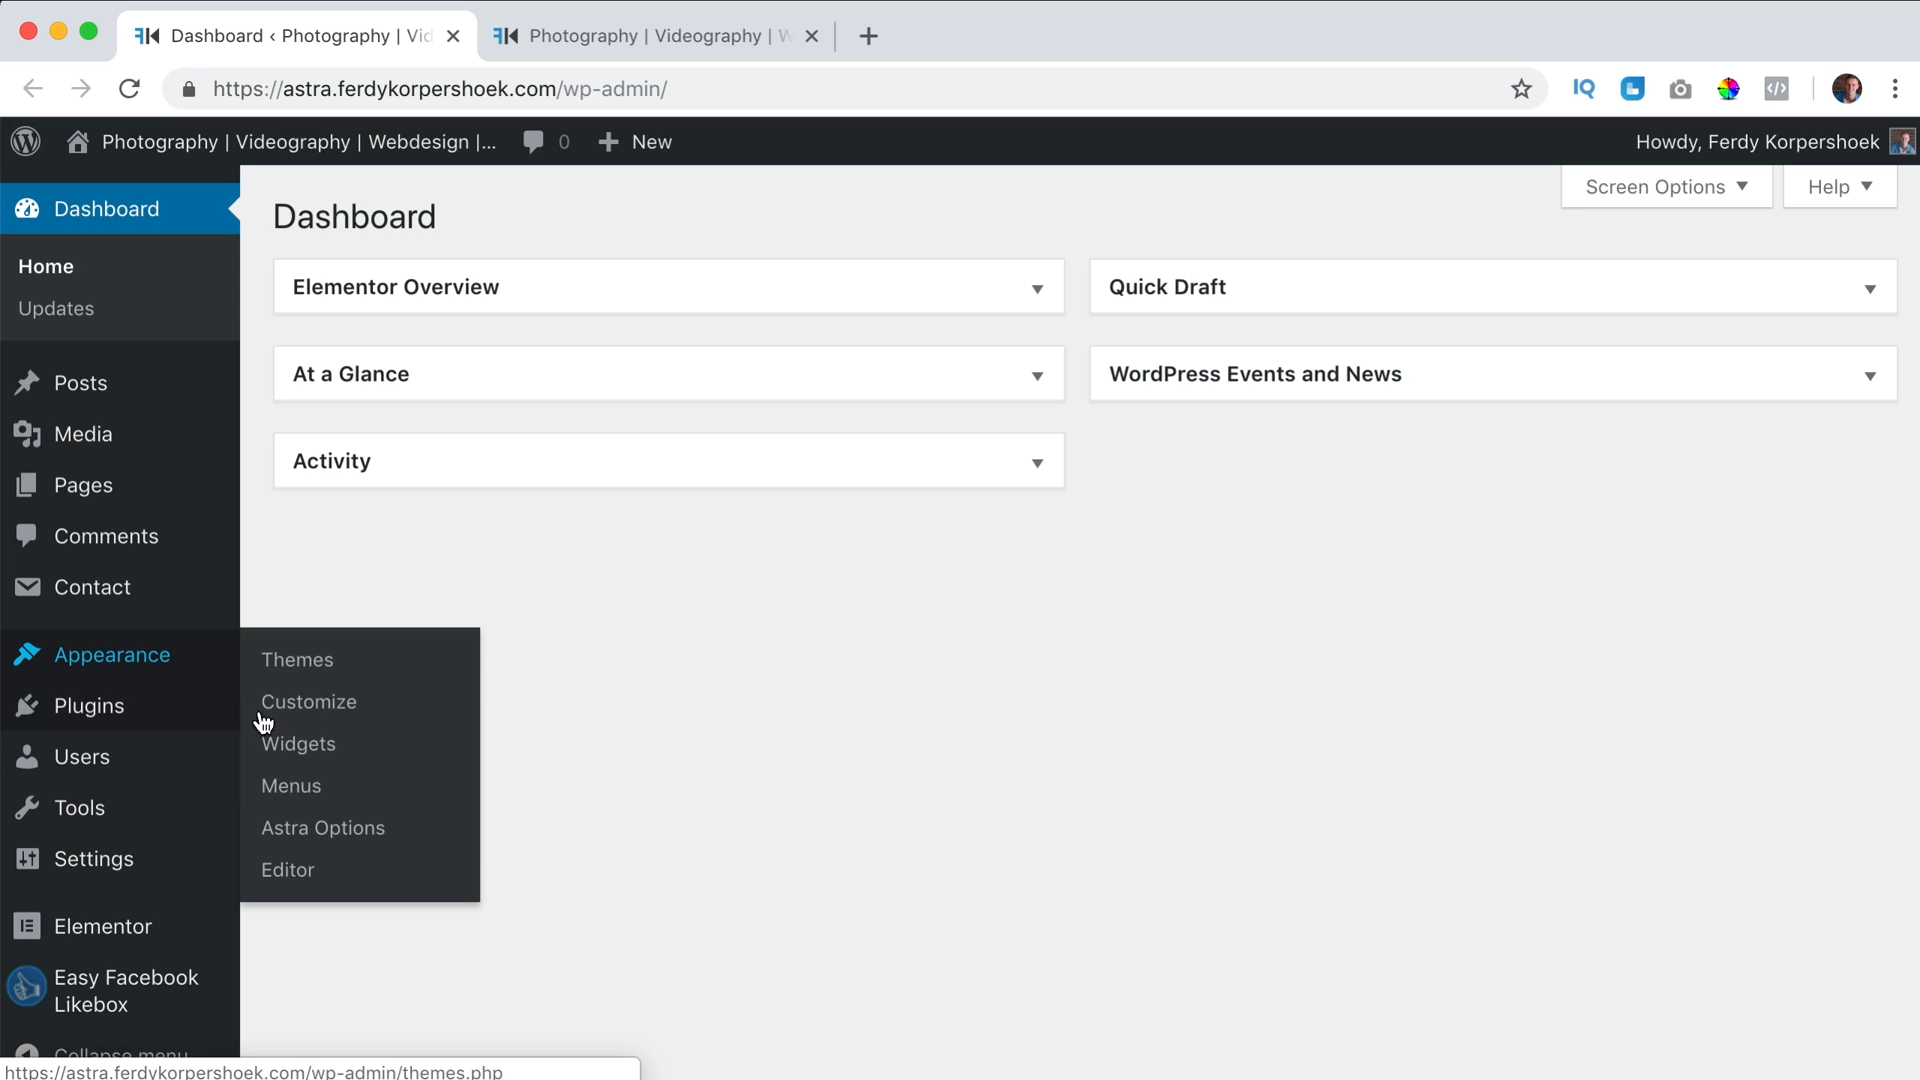 Dashboard ‹ Photography | Vid
Photography | Videography | W
https://astra.ferdykorpershoek.com/wp-admin/
IQ
Photography | Videography | Webdesign |...
0
New
Howdy, Ferdy Korpershoek
Screen Options
Help
Dashboard
Dashboard
Home
Updates
Elementor Overview
Quick Draft
At a Glance
WordPress Events and News
Activity
Posts
Media
Pages
Comments
Contact
Appearance
Plugins
Users
Tools
Settings
Elementor
Easy Facebook
Likebox
Collapse menu
Themes
Customize
Widgets
Menus
Astra Options
Editor
https://astra.ferdykorpershoek.com/wp-admin/themes.php